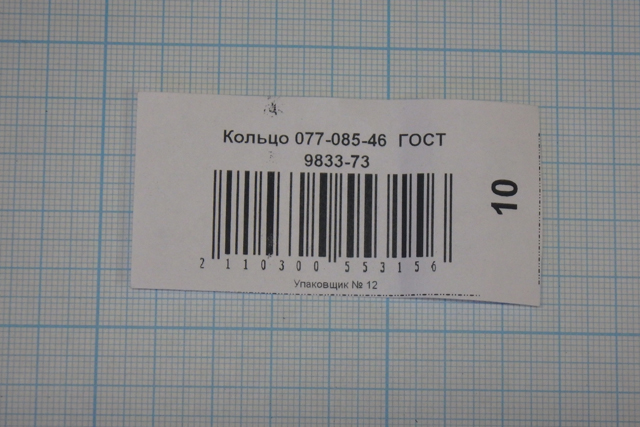 Кольцо 077-085-46 ГОСТ
9833-73
10
2 110300 553156
Упаковщик № 12